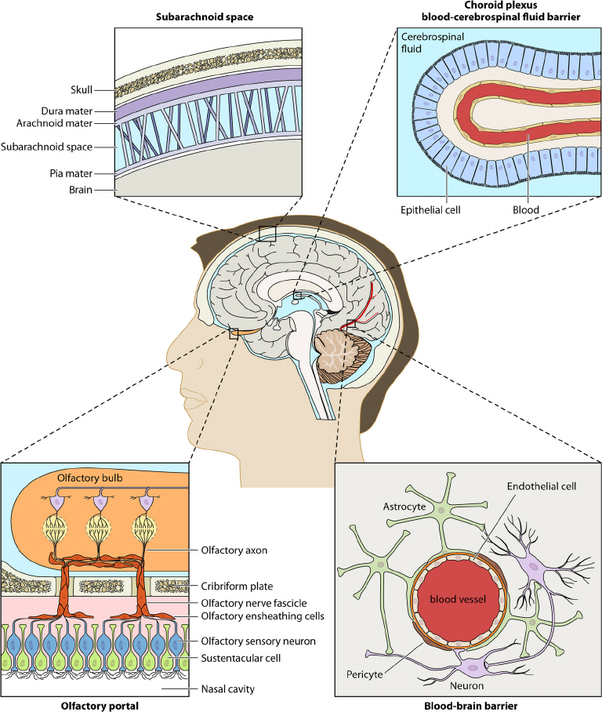 Subarachnoid space
Skull
Dura mater
Arachnoid mater
Subarachnoid space
Pia mater
Brain
Choroid plexus
blood-cerebrospinal fluid barrier
Cerebrospinal
fluid
Epithelial cell
Blood
Olfactory bulb
Olfactory axon
Cribriform plate
Olfactory nerve fascicle
Olfactory ensheathing cells
Olfactory sensory neuron
Sustentacular cell
Nasal cavity
Olfactory portal
Endothelial cell
Astrocyte
blood vessel
Pericyte
Neuron
Blood-brain barrier